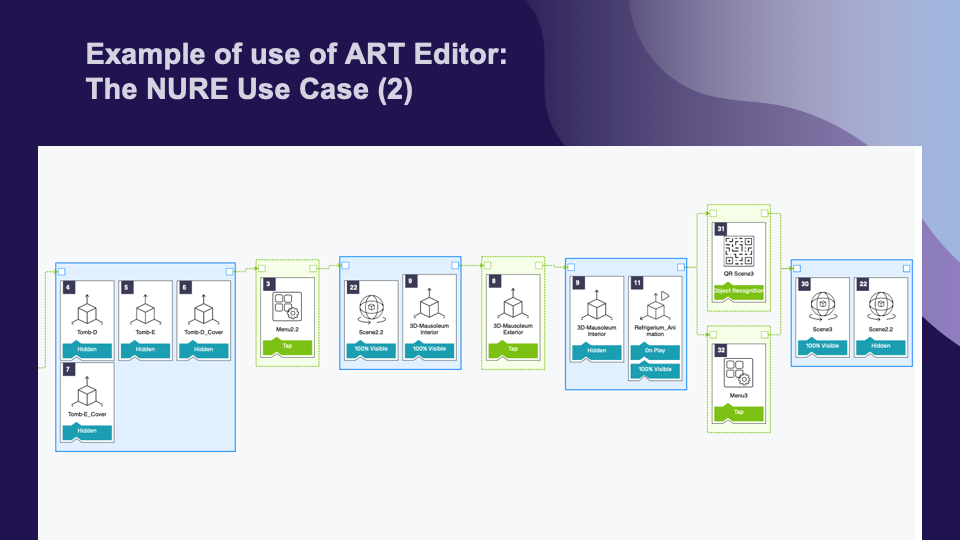 Example of use of ART Editor:
The NURE Use Case (2)
4
Tomb-D
Hidden
5
Tomb-E
Hidden
6
Tomb-D_Cover
Hidden
7
Tomb-E_Cover
Hidden
3
Menu2.2
Tap
22
Scene2.2
100% Visible
9
3D-Mausoleum
Interior
100% Visible
8
3D-Mausoleum
Exterior
Tap
9
3D-Mausoleum
Interior
Hidden
11
Refrigerium_Ani
mation
On Play
100% Visible
31
QR Scene3
Object Recognition
32
Menu3
Tap
30
Scene3
100% Visible
22
Scene2.2
Hidden